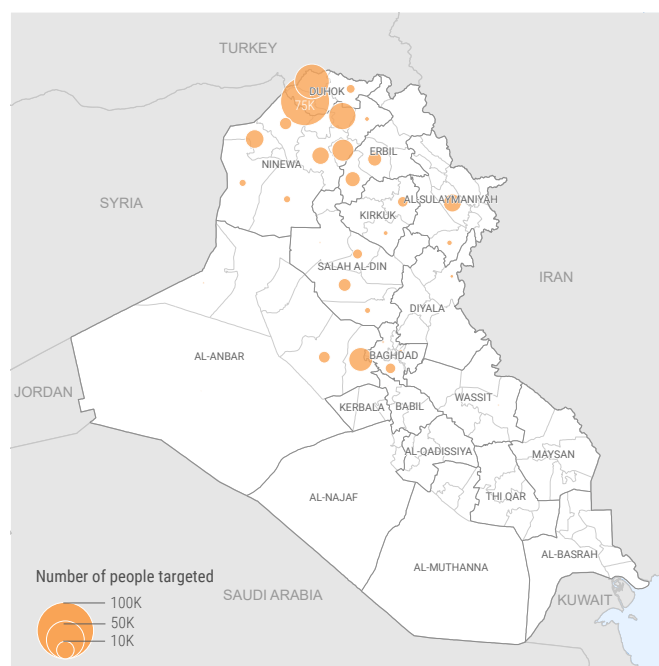 TURKEY
DUHOK
75K
ERBIL
NINEWA
AL-SULAYMANIYAH
SYRIA
KIRKUK
SALAH AL-DIN
IRAN
DIYALA
AL-ANBAR
BAGHDAD
JORDAN
WASSIT
KERBALA
BABIL
AL-QADISSIYA
MAYSAN
AL-NAJAF
THI QAR
AL-BASRAH
AL-MUTHANNA
Number of people targeted
SAUDI ARABIA
KUWAIT
100K
50K
10K